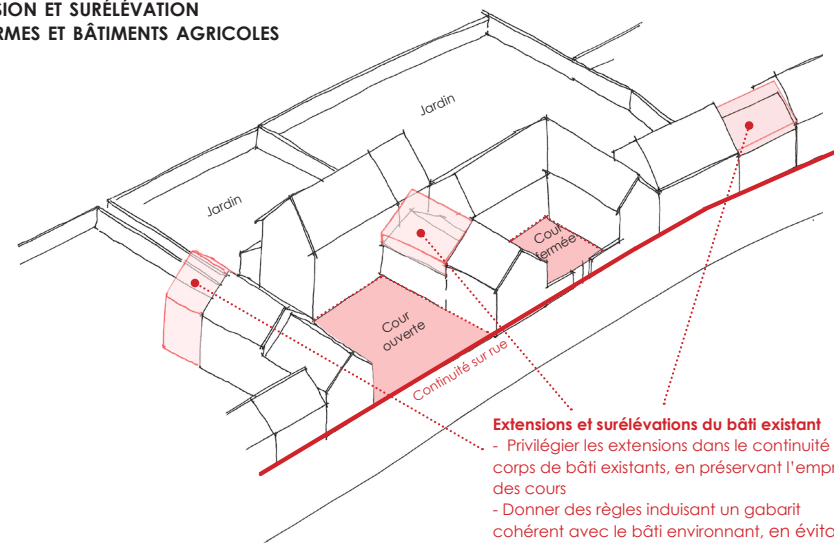 SION ET SURÉLÉVATION
RMES ET BÂTIMENTS AGRICOLES
Jardin
Jardin
Cour
fermée
Cour
ouverte
Continuité sur rue
Extensions et surélévations du bâti existant
- Privilégier les extensions dans le continuité
corps de bâti existants, en préservant l'empr
des cours
- Donner des règles induisant un gabarit
cohérent avec le bâti environnant, en évita